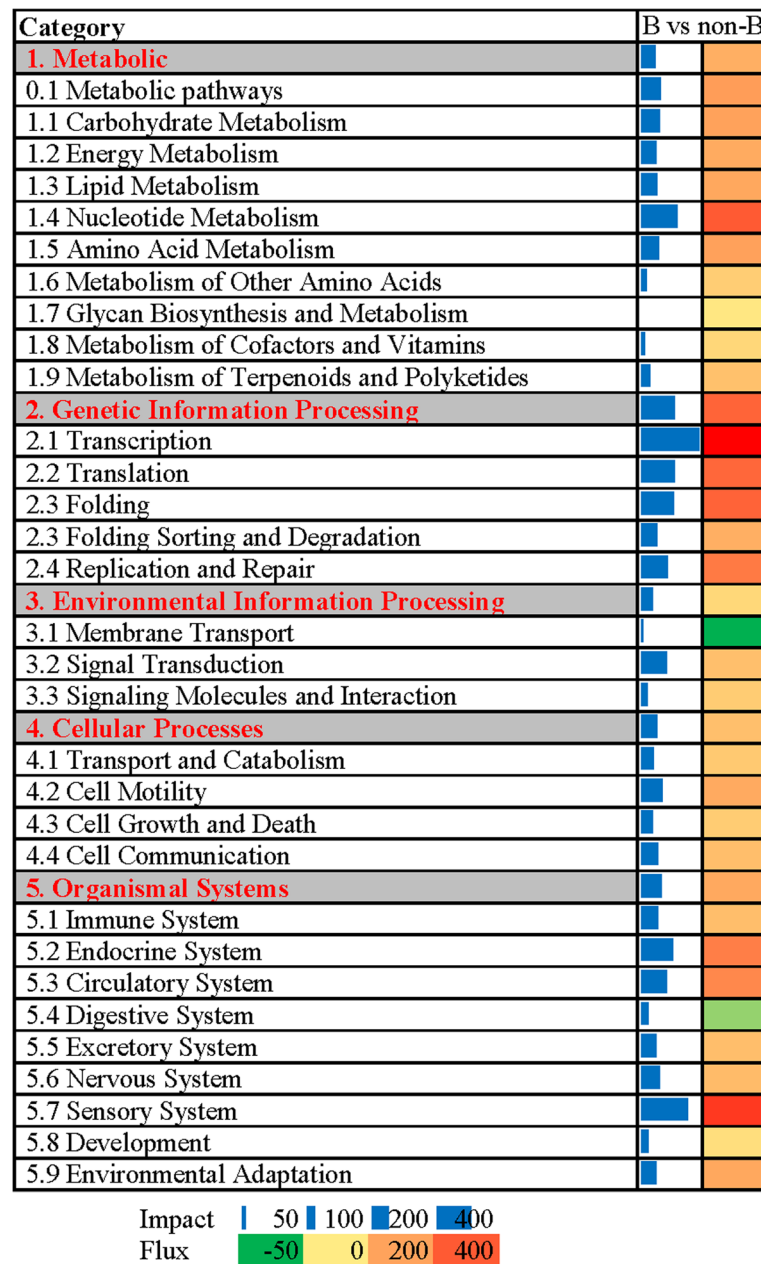 Category B vs non-B
1. Metabolic
0.1 Metabolic pathways
1.1 Carbohydrate Metabolism
1.2 Energy Metabolism
1.3 Lipid Metabolism
1.4 Nucleotide Metabolism
1.5 Amino Acid Metabolism
1.6 Metabolism of Other Amino Acids
1.7 Glycan Biosynthesis and Metabolism
1.8 Metabolism of Cofactors and Vitamins
1.9 Metabolism of Terpenoids and Polyketides
2. Genetic Information Processing
2.1 Transcription
2.2 Translation
2.3 Folding
2.3 Folding Sorting and Degradation
2.4 Replication and Repair
3. Environmental Information Processing
3.1 Membrane Transport
3.2 Signal Transduction
3.3 Signaling Molecules and Interaction
4. Cellular Processes
4.1 Transport and Catabolism
4.2 Cell Motility
4.3 Cell Growth and Death
4.4 Cell Communication
5. Organismal Systems
5.1 Immune System
5.2 Endocrine System
5.3 Circulatory System
5.4 Digestive System
5.5 Excretory System
5.6 Nervous System
5.7 Sensory System
5.8 Development
5.9 Environmental Adaptation
Impact 50 100 200 400
Flux -50 0 200 400